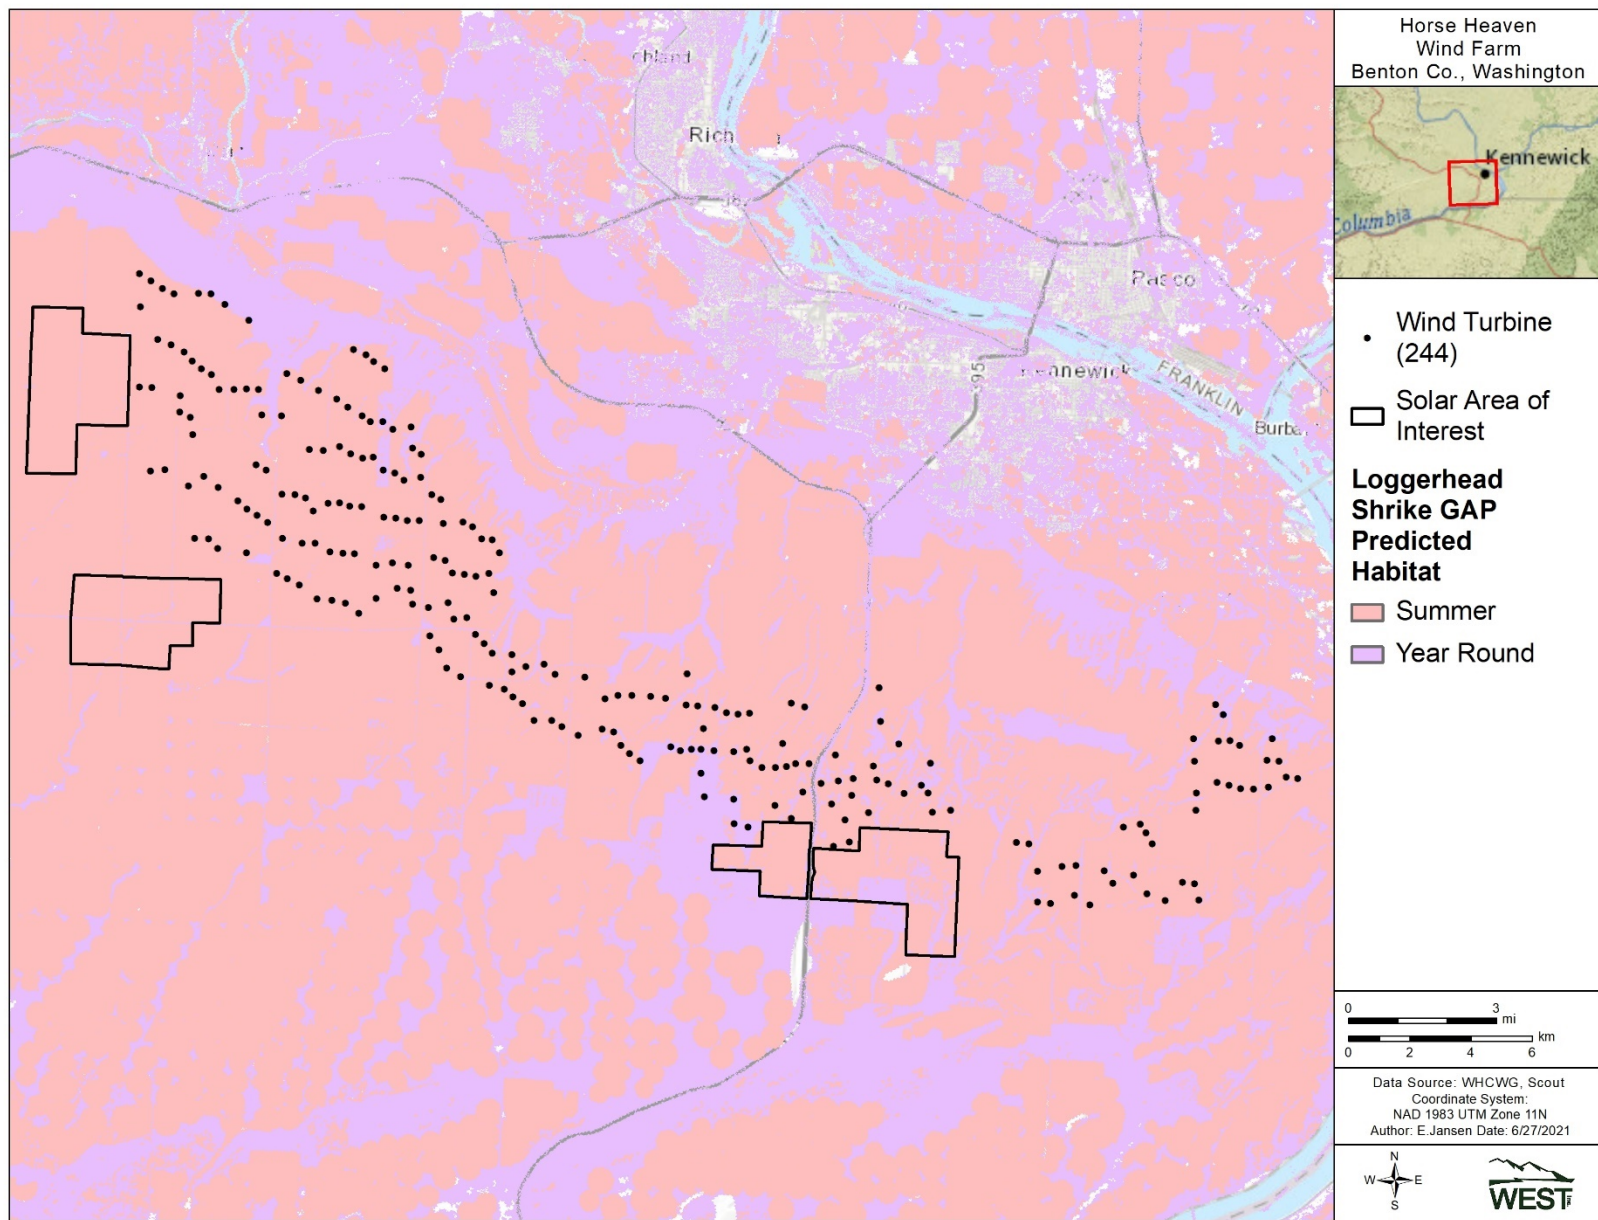 chland
Rich
Pasco
95
FRANKLIN
Horse Heaven
Wind Farm
Benton Co., Washington
Kennewick
Columbia
Wind Turbine
(244)
Solar Area of
Interest
Loggerhead
Shrike GAP
Predicted
Habitat
Summer
Year Round
0 3
mi
km
0 2 4 6
Data Source: WHCWG, Scout
Coordinate System:
NAD 1983 UTM Zone 11N
Author: E.Jansen Date: 6/27/2021
N
W E
S
WEST